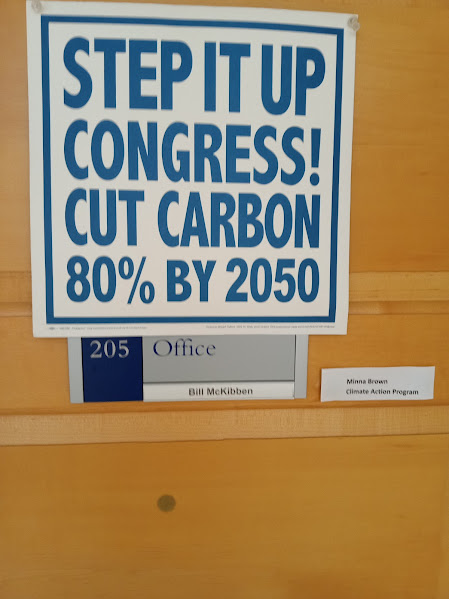 STEP IT UP
CONGRESS!
CUT CARBON
80% BY 2050
205 Office
Bill McKibben
Minna Brown
Climate Action Program